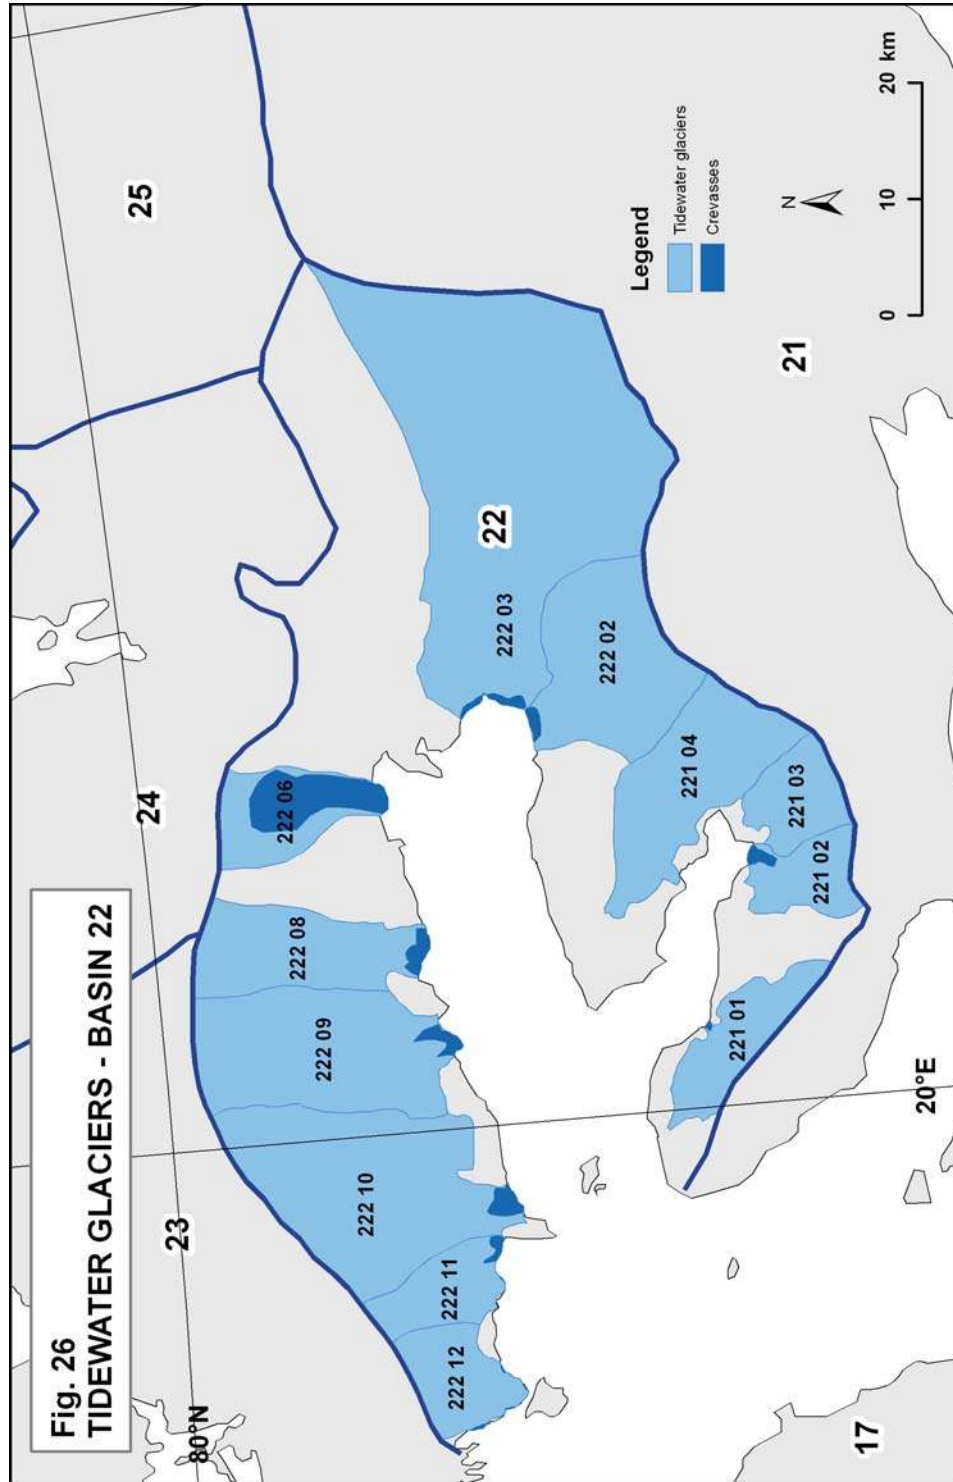 Fig. 26
TIDEWATER GLACIERS - BASIN 22
80°N
23
24
25
222 12
222 11
222 10
222 09
222 08
222 06
222 03
22
222 02
221 04
221 03
221 02
221 01
20°E
17
21
Legend
Tidewater glaciers
Crevasses
N
0 10 20 km